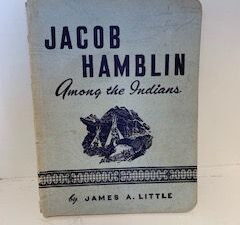 JACOB
HAMBLIN
Among the Indians
by JAMES A. LITTLE